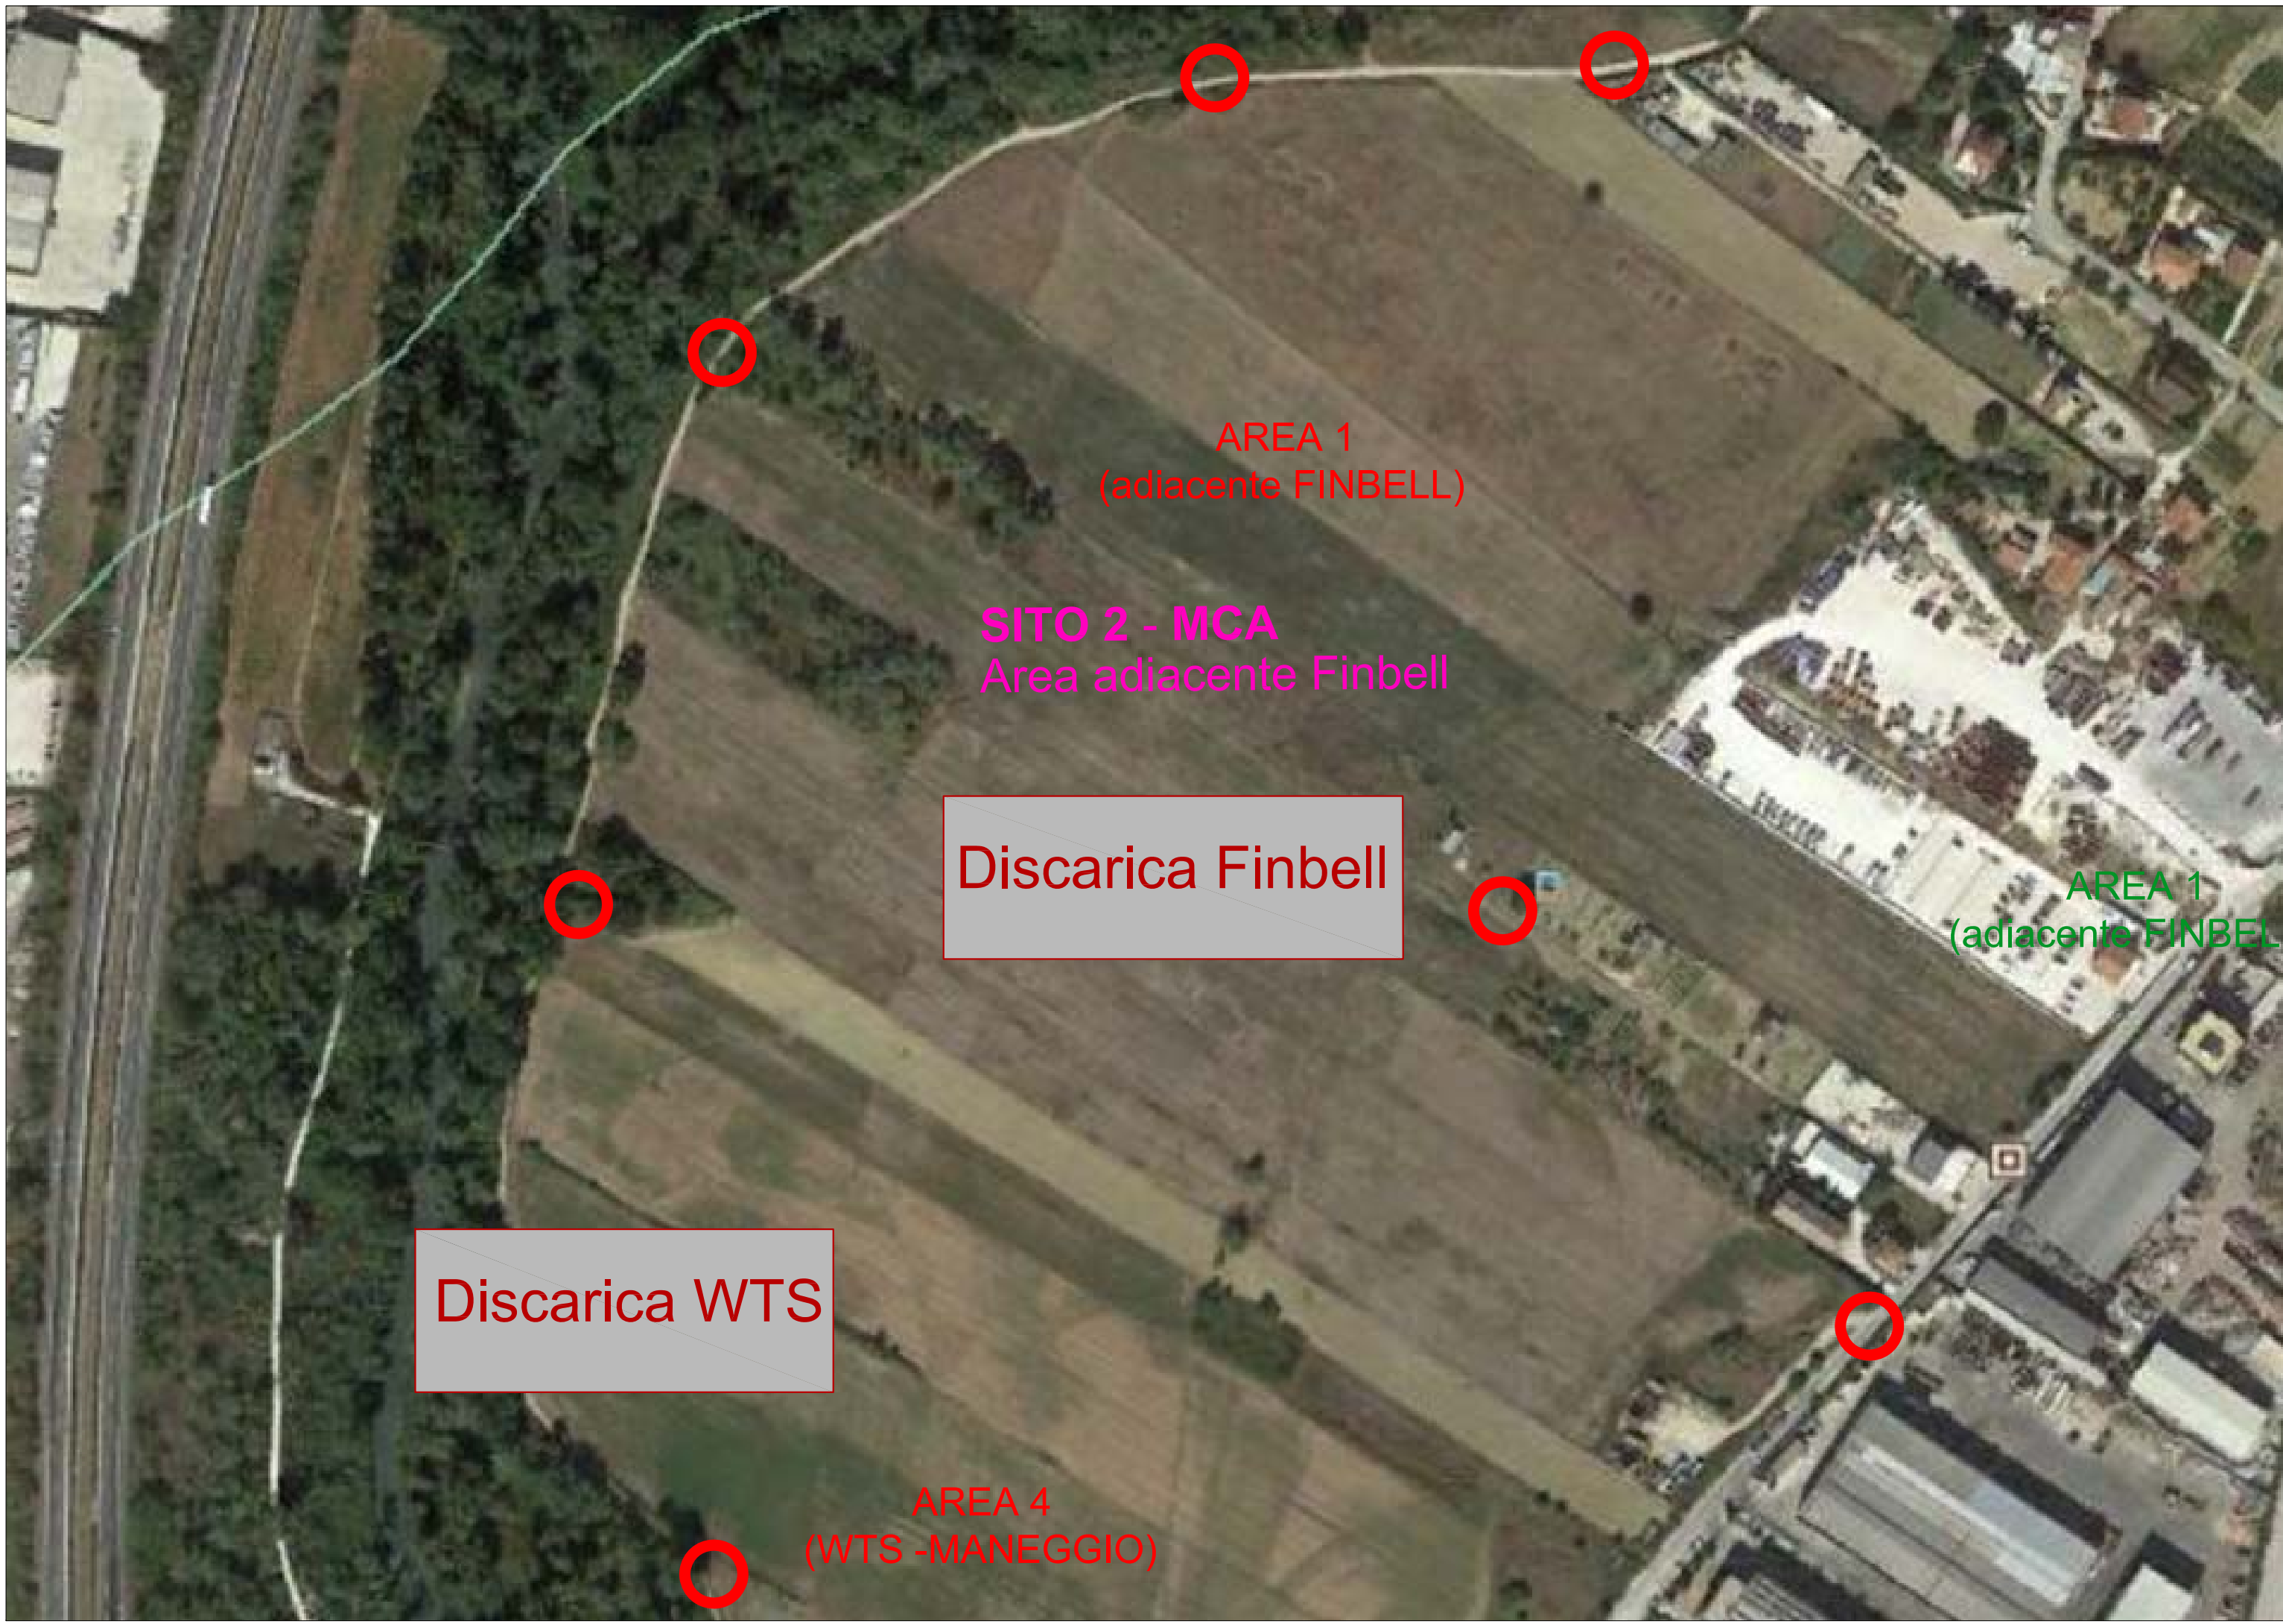 AREA 1
(adiacente FINBELL)
SITO 2 - MCA
Area adiacente Finbell
Discarica Finbell
AREA 1
(adiacente FINBEL
Discarica WTS
AREA 4
(WTS -MANEGGIO)